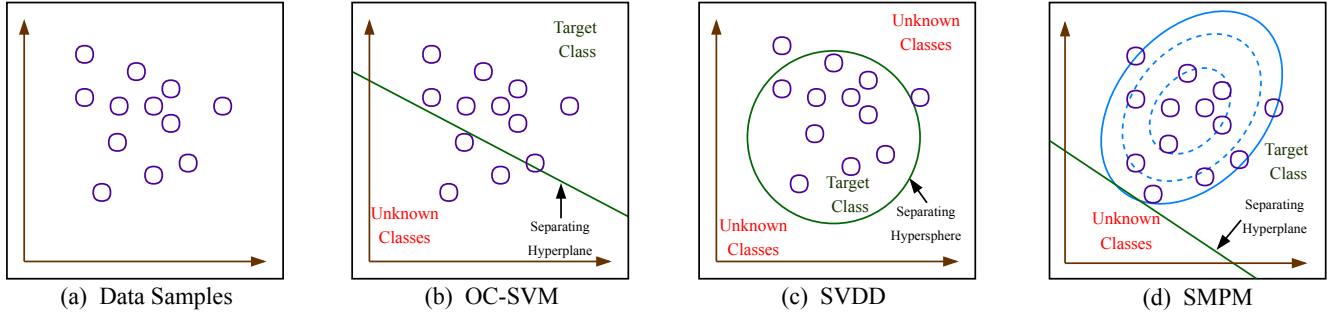 Target
Class
Unknown
Classes
Separating
Hyperplane
Unknown
Classes
Target
Class
Separating
Hypersphere
Unknown
Classes
Target
Class
Separating
Hyperplane
Unknown
Classes
(a) Data Samples
(b) OC-SVM
(c) SVDD
(d) SMPM